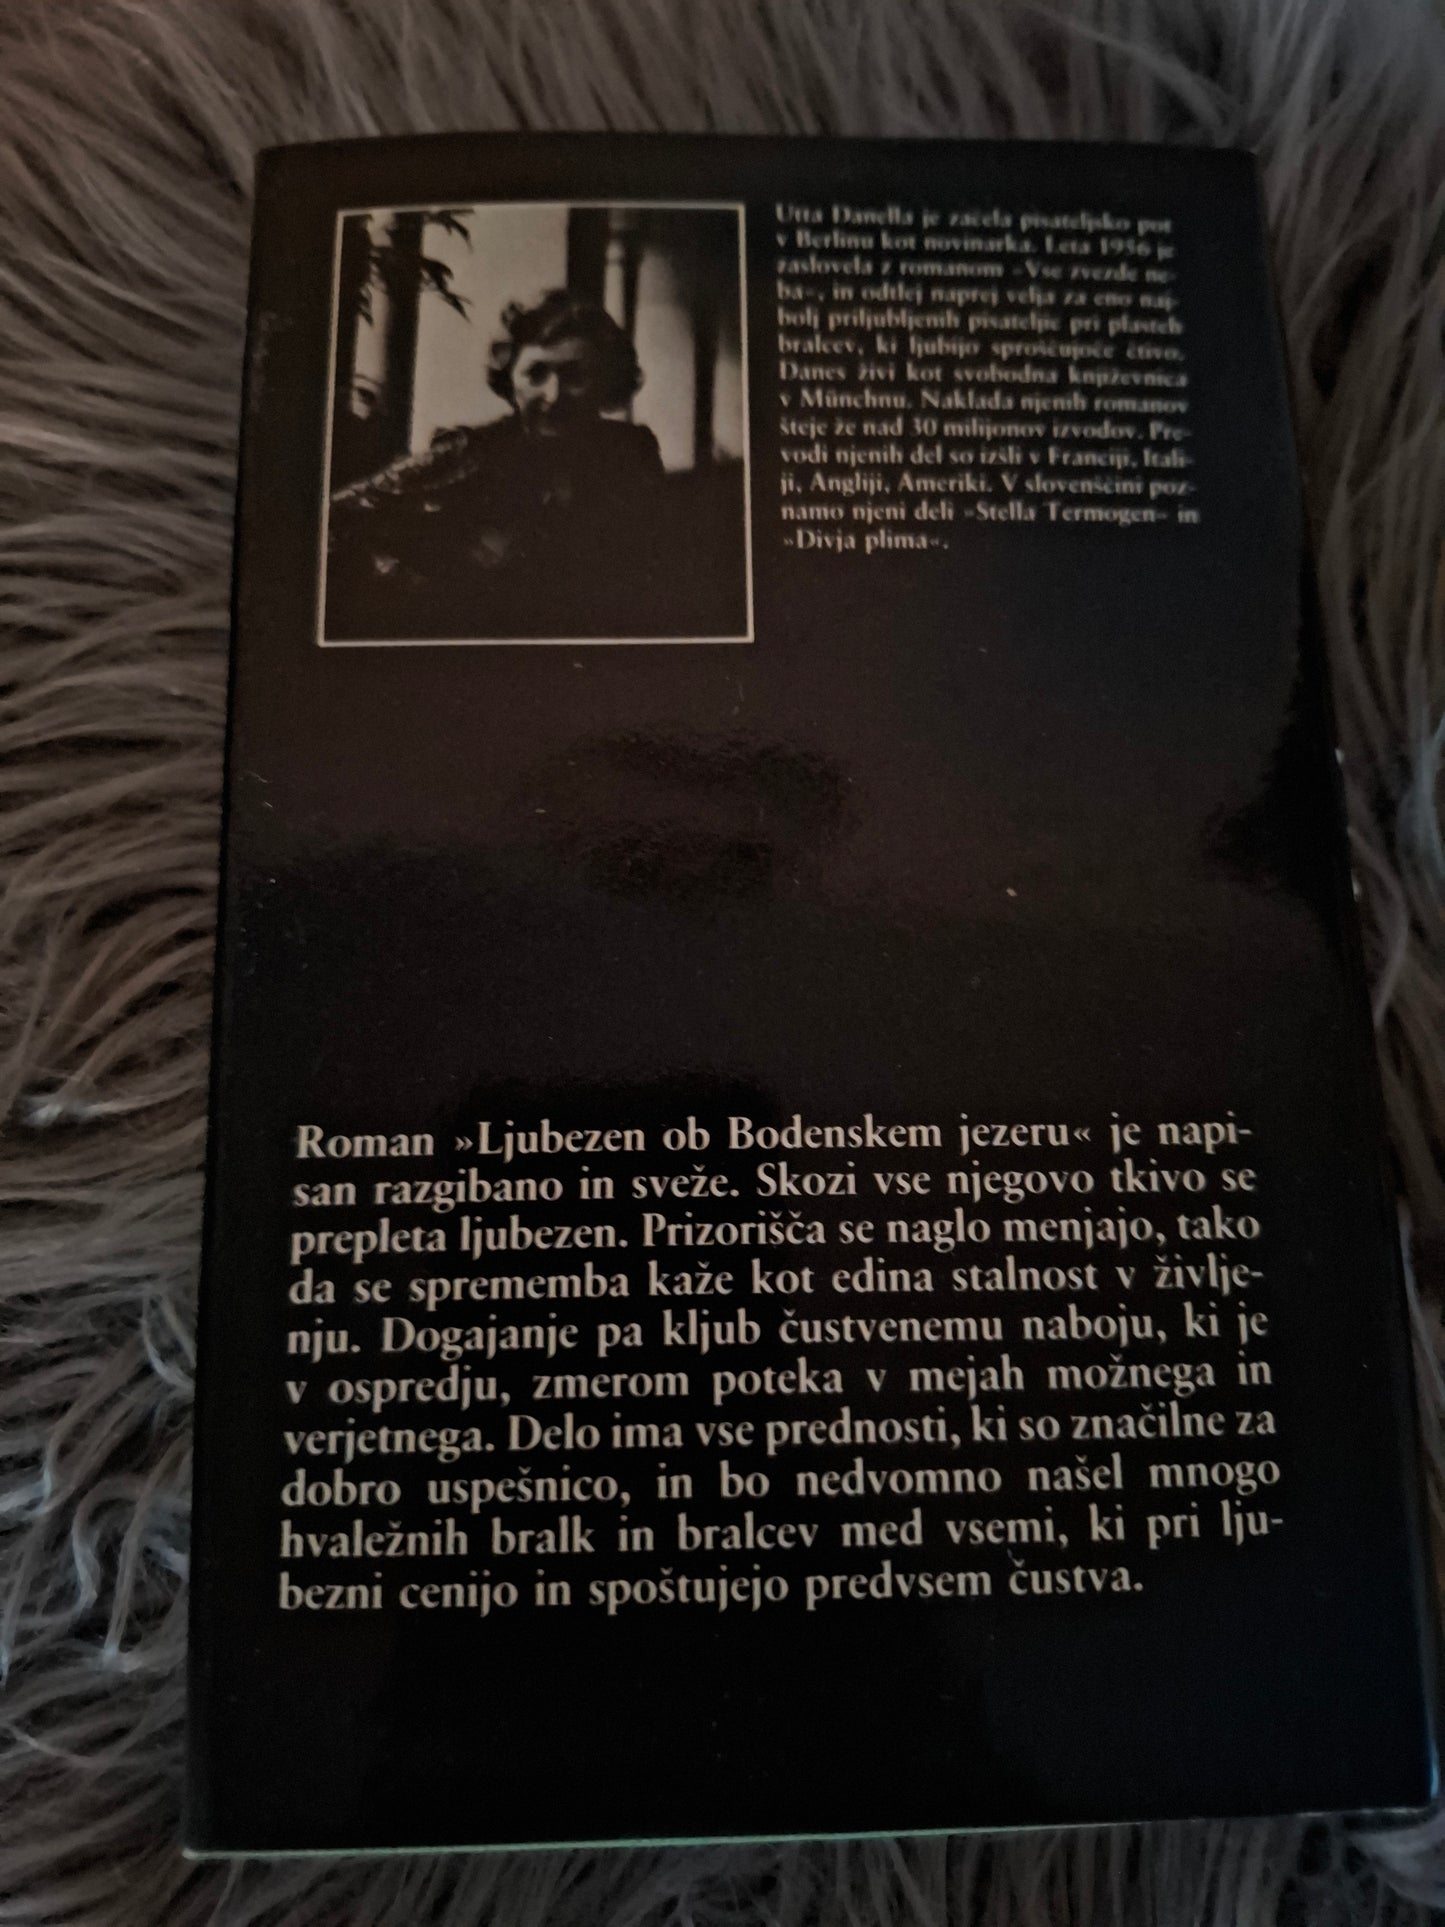 Utta Danella je začela pisateljsko pot
v Berlinu kot novinarka. Leta 1956 je
zaslovela z romanom »Vse zvezde ne-
ba«, in odtlej naprej velja za eno naj-
bolj priljubljenih pisateljic pri plasteh
bralcev, ki ljubijo sproščujoče čtivo.
Danes živi kot svobodna književnica
v Münchnu. Naklada njenih romanov
šteje že nad 30 milijonov izvodov. Pre-
vodi njenih del so izšli v Franciji, Itali-
ji, Angliji, Ameriki. V slovenščini poz-
namo njeni deli »Stella Termogen« in
»Divja plima«.
Roman »Ljubezen ob Bodenskem jezeru« je napi-
san razgibano in sveže. Skozi vse njegovo tkivo se
prepleta ljubezen. Prizorišča se naglo menjajo, tako
da se sprememba kaže kot edina stalnost v življe-
nju. Dogajanje pa kljub čustvenemu naboju, ki je
v ospredju, zmerom poteka v mejah možnega in
verjetnega. Delo ima vse prednosti, ki so značilne za
dobro uspešnico, in bo nedvomno našel mnogo
hvaležnih bralk in bralcev med vsemi, ki pri lju-
bezni cenijo in spoštujejo predvsem čustva.